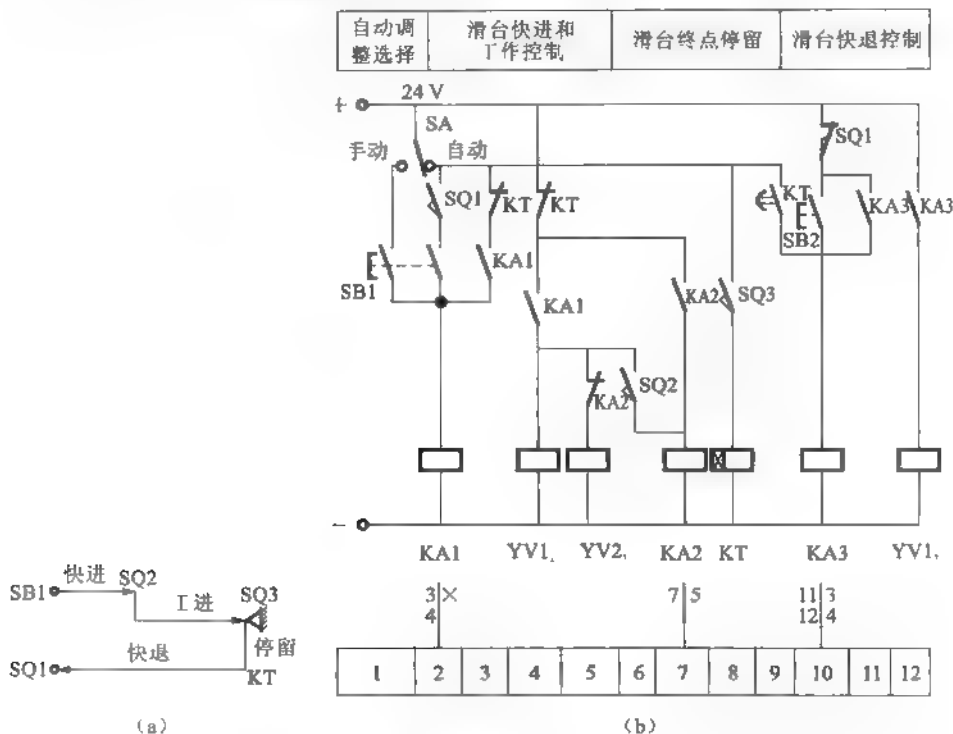 自动调整选择
滑台快进和工作控制
滑台终点停留
滑台快退控制
24 V
+
SA
手动
自动
SQ1
SQ1
KT
KT
KT
KA3
KA3
SB2
SB1
KA1
KA1
KA2
SQ3
KA2
SQ2
−
KA1
YV1,
YV2,
KA2
KT
KA3
YV1,
3 ×
4
7 5
11 3
12 4
1 2 3 4 5 6 7 8 9 10 11 12
SB1
快进
SQ2
工进
SQ3
停留
快退
SQ1
KT
(a)
(b)